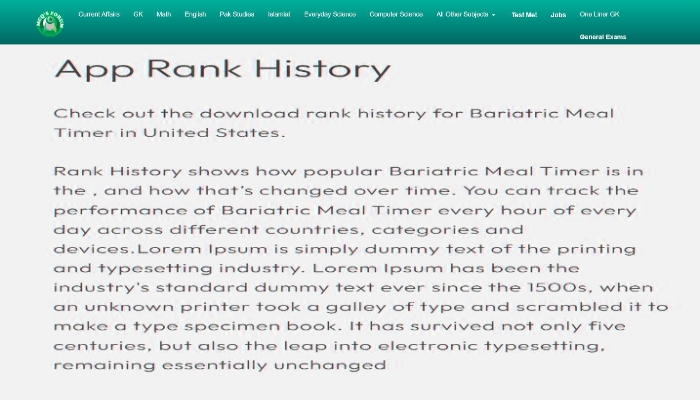 Current Affairs GK Math English Pak Studies Islamiat Everyday Science Computer Science All Other Subjects Test Me! Jobs One Liner GK
General Exams
App Rank History
Check out the download rank history for Bariatric Meal
Timer in United States.
Rank History shows how popular Bariatric Meal Timer is in
the , and how that's changed over time. You can track the
performance of Bariatric Meal Timer every hour of every
day across different countries, categories and
devices.Lorem Ipsum is simply dummy text of the printing
and typesetting industry. Lorem Ipsum has been the
industry's standard dummy text ever since the 1500s, when
an unknown printer took a galley of type and scrambled it to
make a type specimen book. It has survived not only five
centuries, but also the leap into electronic typesetting,
remaining essentially unchanged